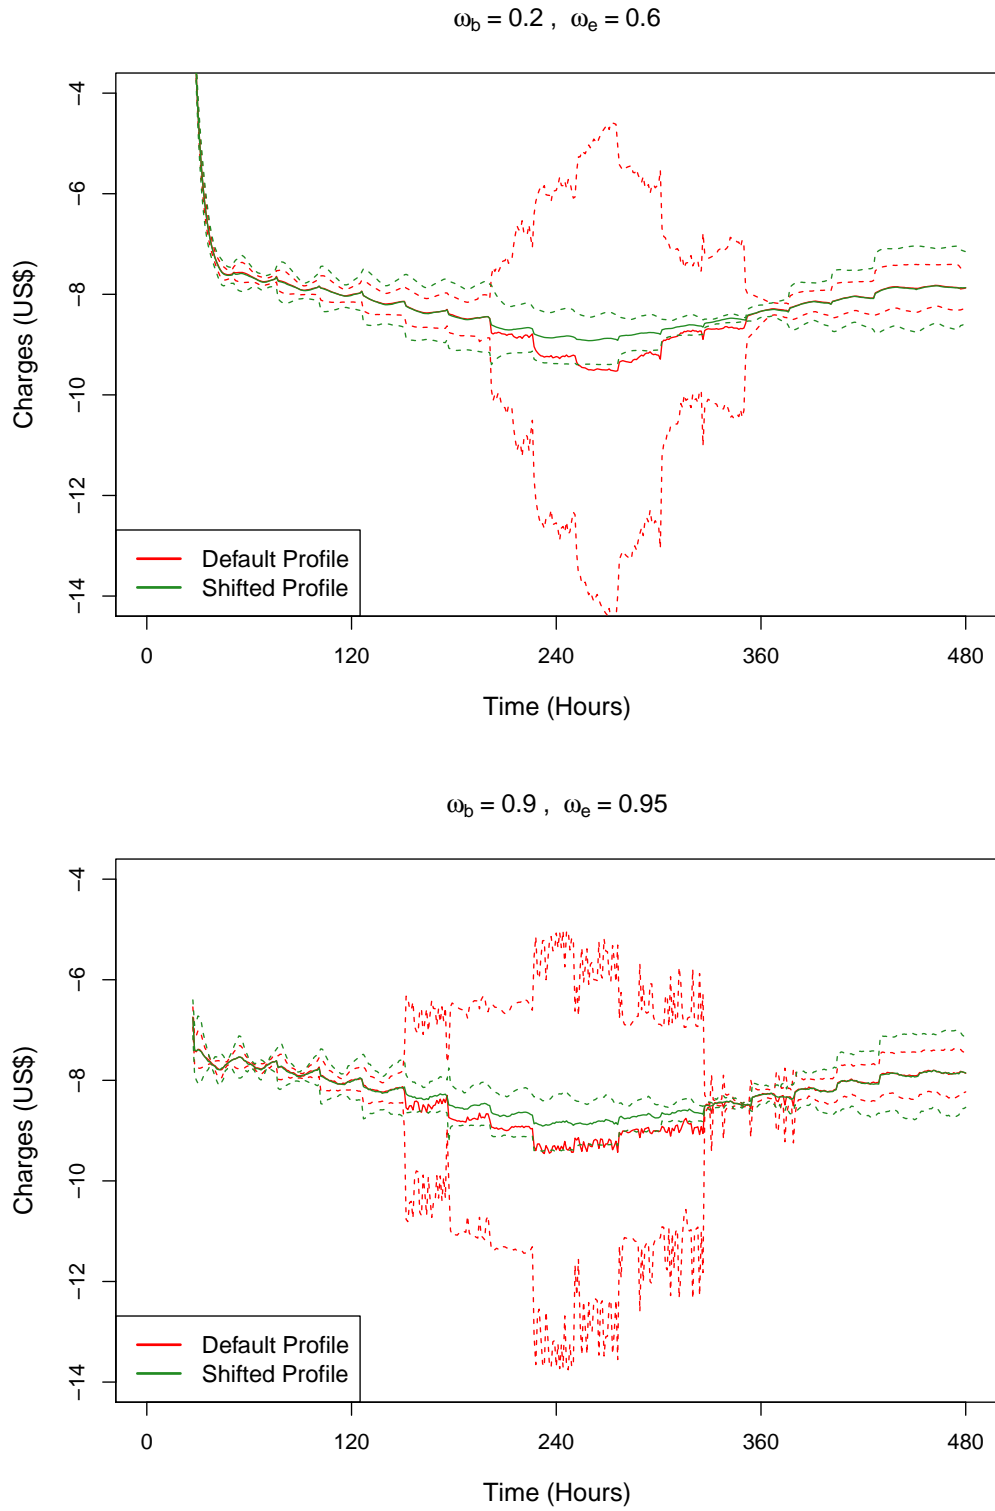 ωb = 0.2 , ωe = 0.6
−4
−6
−8
−10
−12
−14
Charges (US$)
Default Profile
Shifted Profile
0 120 240 360 480
Time (Hours)
ωb = 0.9 , ωe = 0.95
−4
−6
−8
−10
−12
−14
Charges (US$)
Default Profile
Shifted Profile
0 120 240 360 480
Time (Hours)